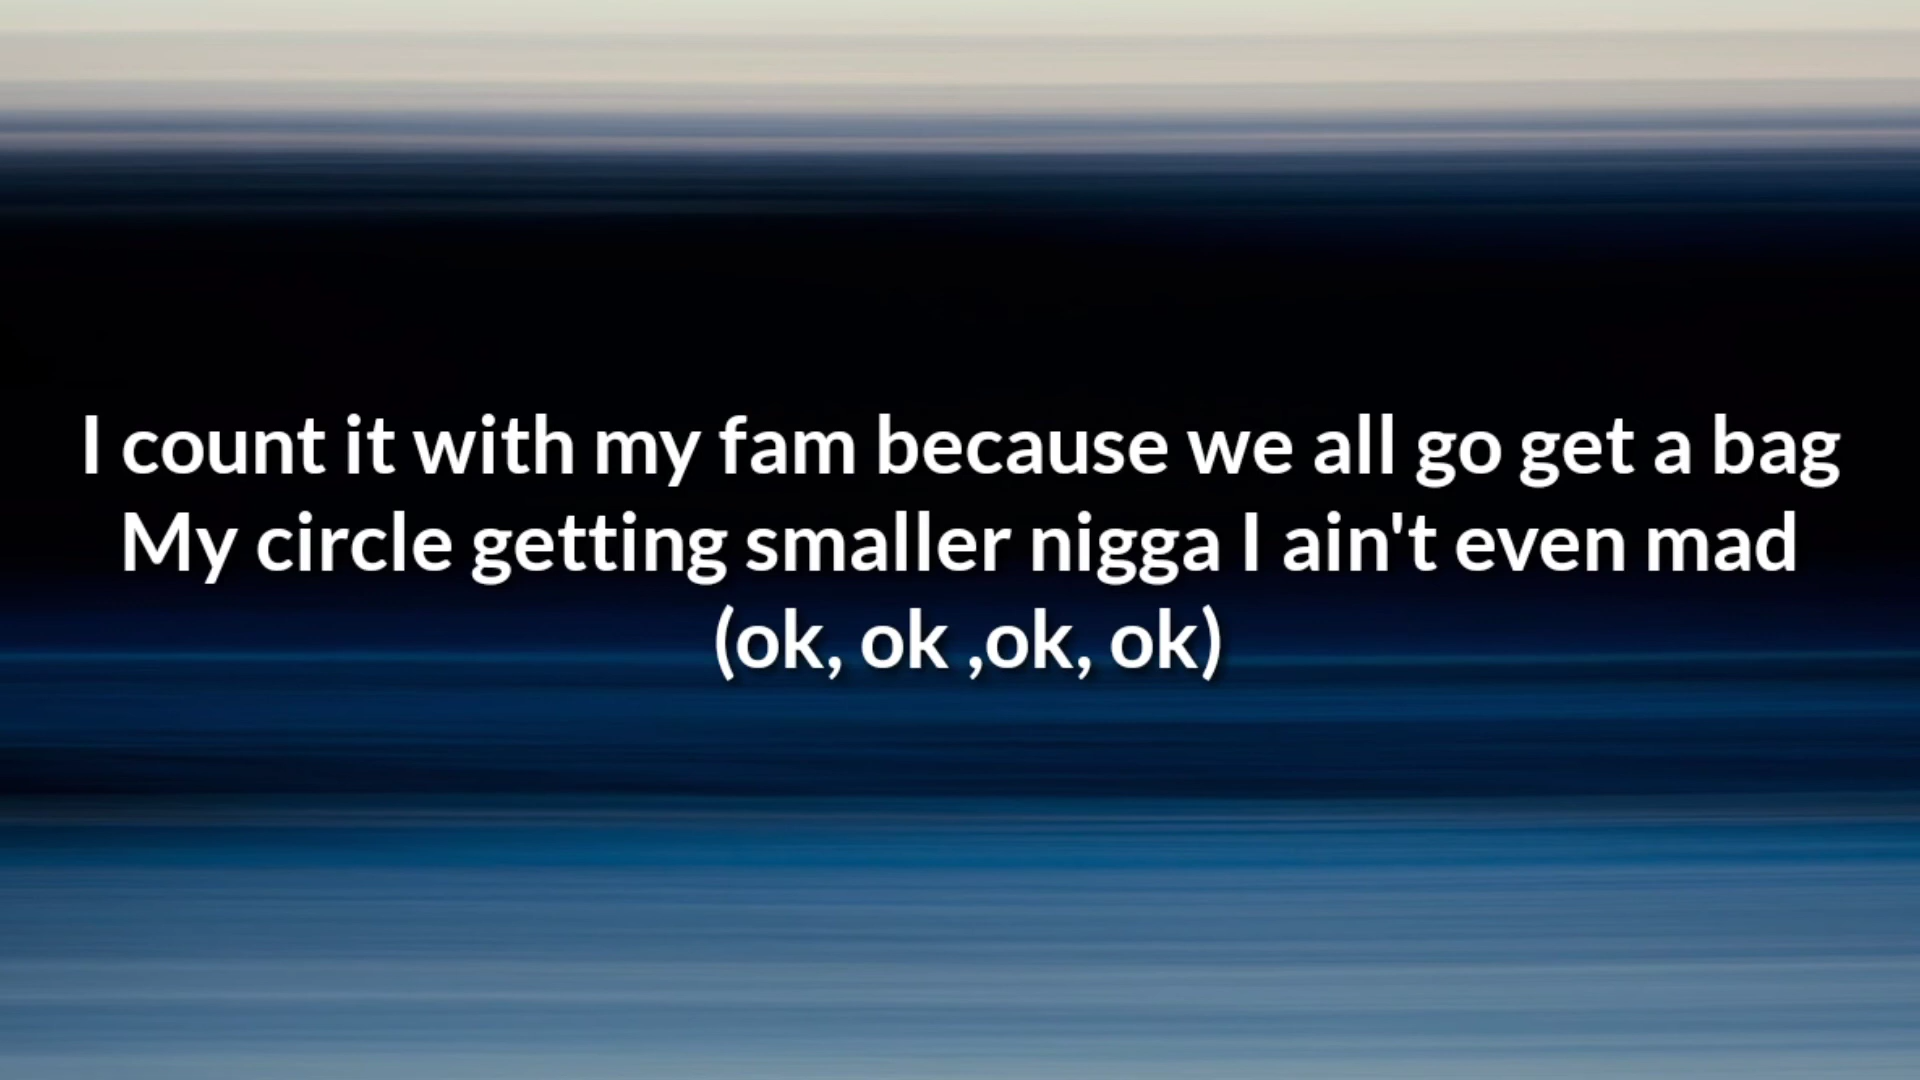 I count it with my fam because we all go get a bag
My circle getting smaller nigga I ain't even mad
(ok, ok ,ok, ok)